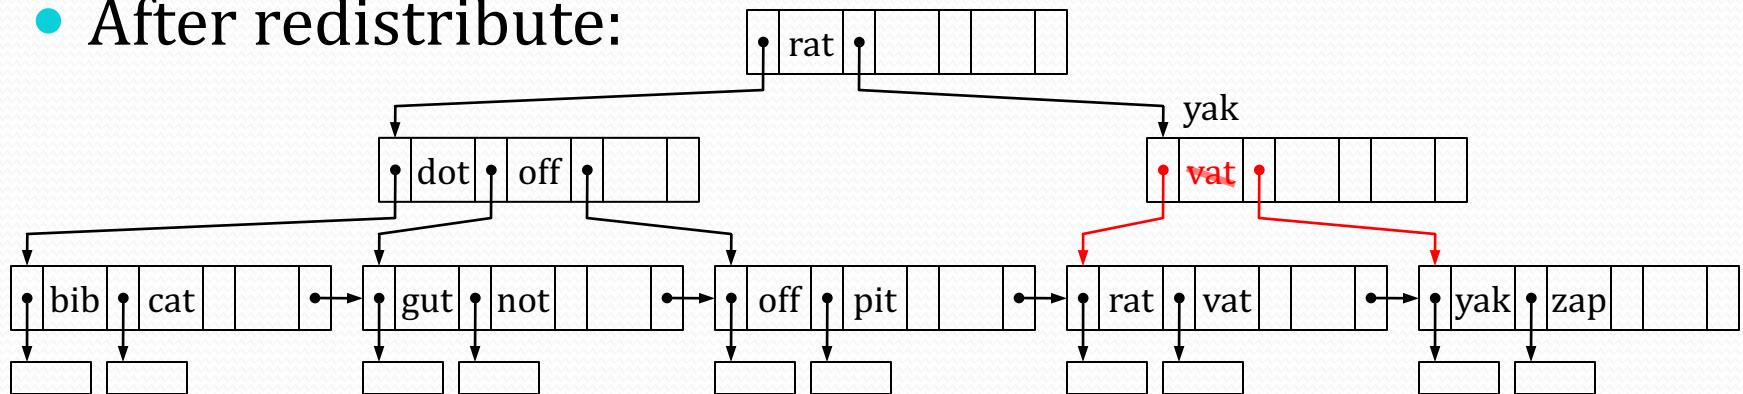 After redistribute:
rat
yak
dot off vat
bib cat gut not off pit rat vat yak zap